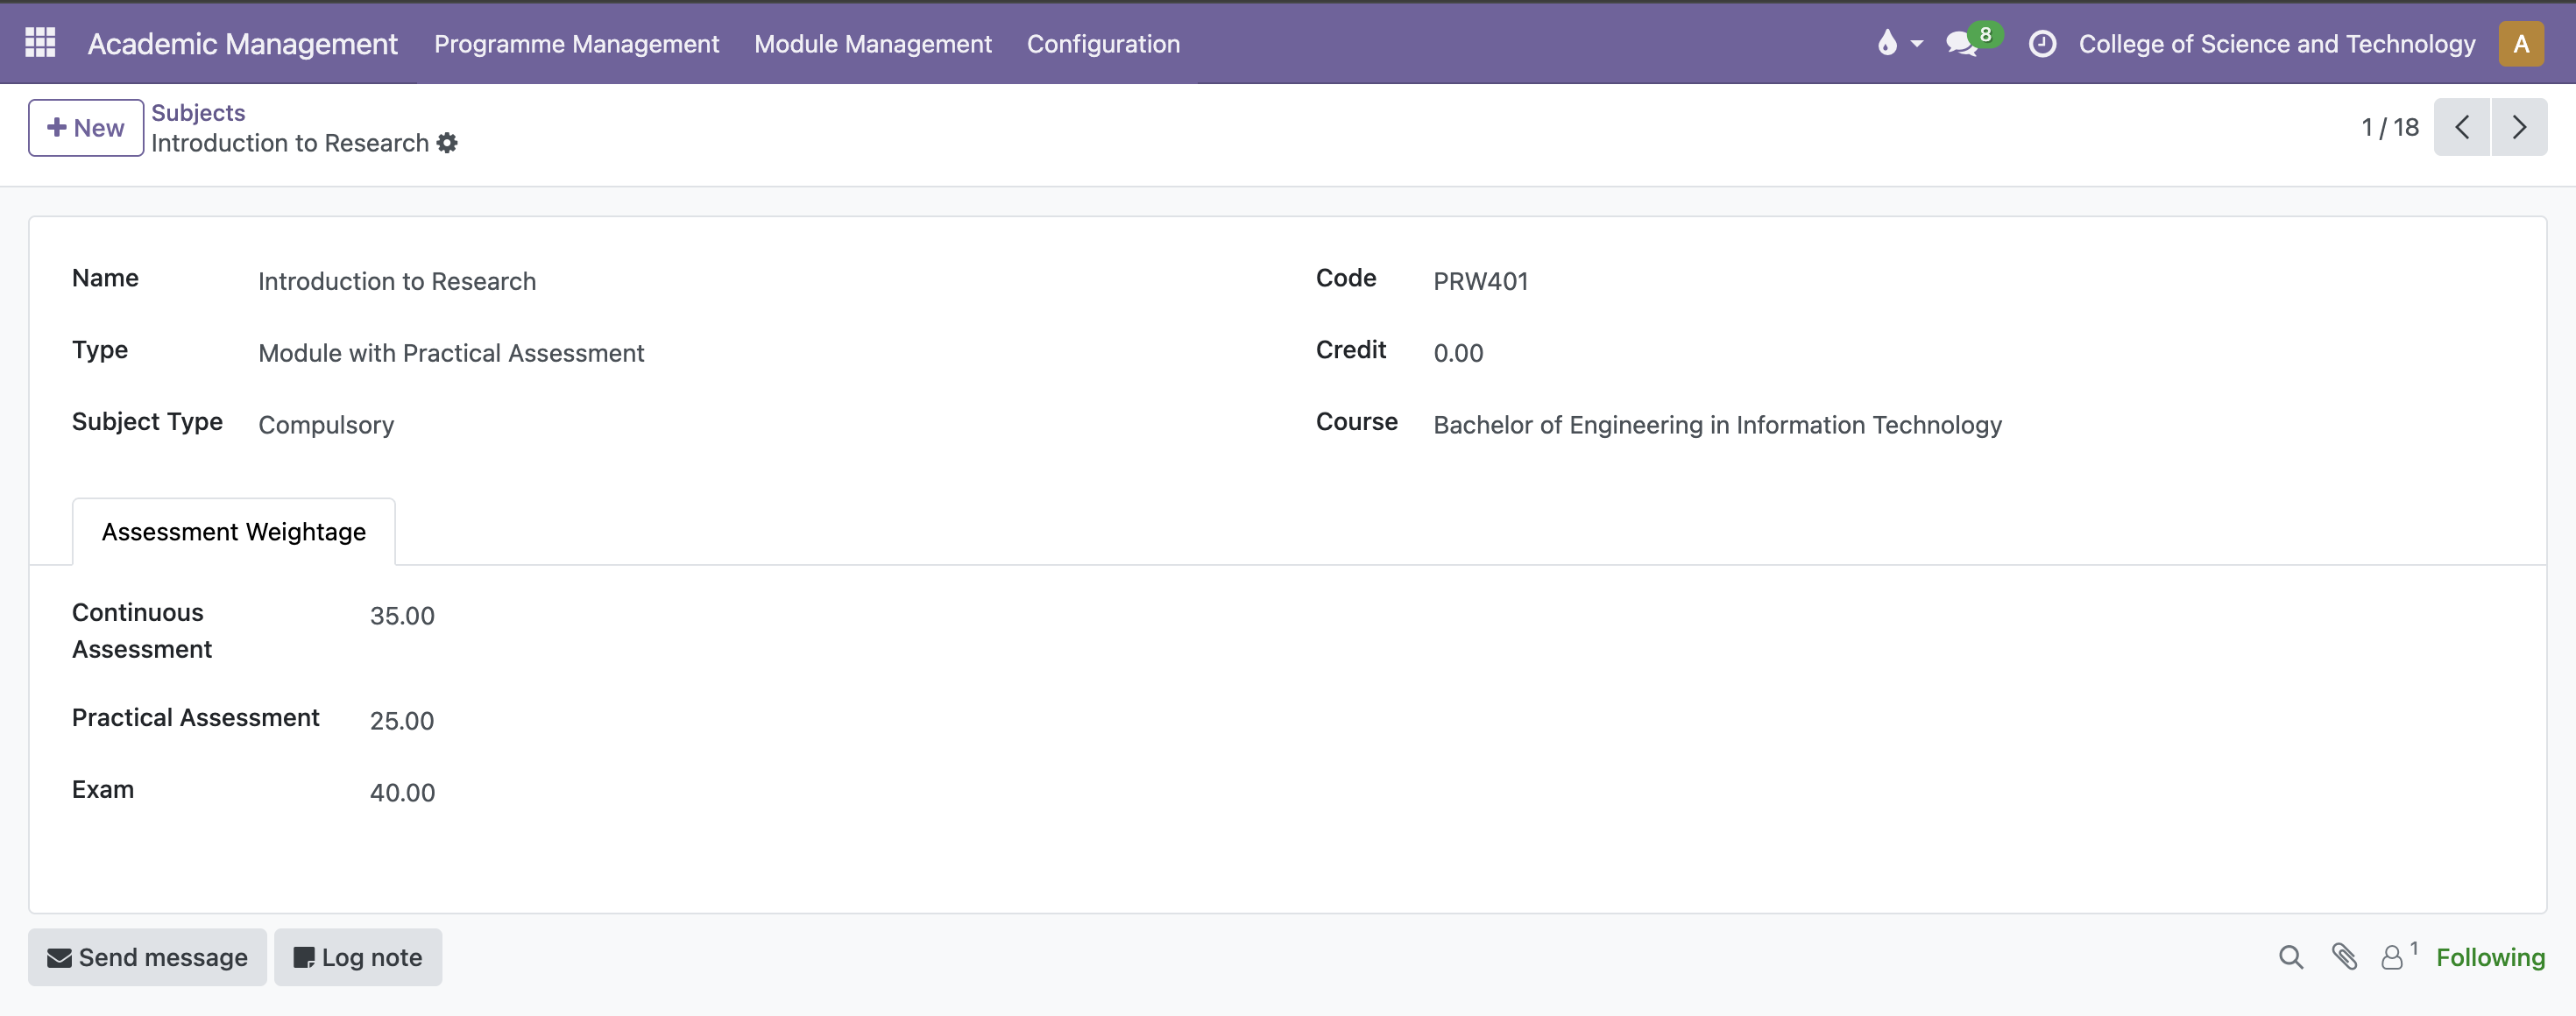 Academic Management Programme Management Module Management Configuration 8 College of Science and Technology A
New
Subjects
Introduction to Research
1 / 18
Name Introduction to Research Code PRW401
Type Module with Practical Assessment Credit 0.00
Subject Type Compulsory Course Bachelor of Engineering in Information Technology
Assessment Weightage
Continuous Assessment 35.00
Practical Assessment 25.00
Exam 40.00
Send message Log note 1 Following